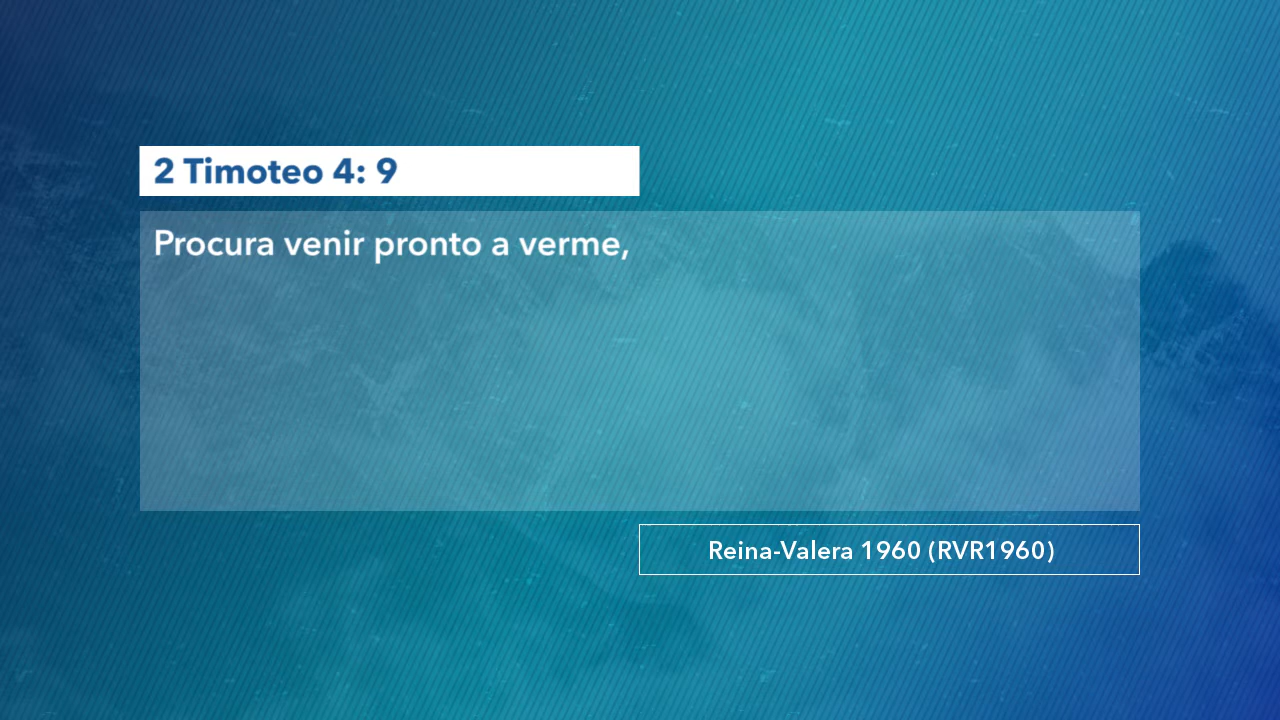 2 Timoteo 4: 9
Procura venir pronto a verme,
Reina-Valera 1960 (RVR1960)